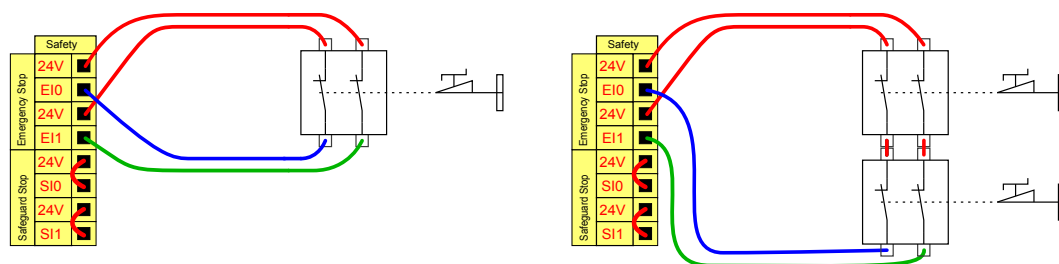 Safety
Emergency Stop
24V
EI0
24V
EI1
Safeguard Stop
24V
SI0
24V
SI1
Safety
Emergency Stop
24V
EI0
24V
EI1
Safeguard Stop
24V
SI0
24V
SI1